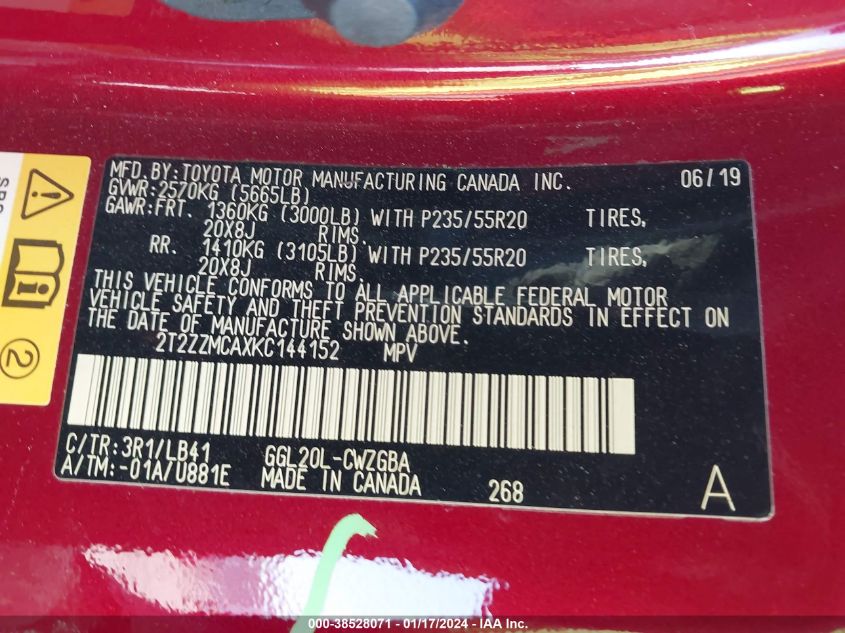 MFD.BY:TOYOTA MOTOR MANUFACTURING CANADA INC. 06/19
GVWR:2570KG (5665LB)
GAWR:FRT. 1360KG (3000LB) WITH P235/55R20 TIRES,
20X8J RIMS.
RR. 1410KG (3105LB) WITH P235/55R20 TIRES,
20X8J RIMS.
THIS VEHICLE CONFORMS TO ALL APPLICABLE FEDERAL MOTOR
VEHICLE SAFETY AND THEFT PREVENTION STANDARDS IN EFFECT ON
THE DATE OF MANUFACTURE SHOWN ABOVE.
2T2ZZMCAXKC144152 MPV
C/TR:3R1/LB41 GGL20L-CWZGBA
A/TM:-01A/U881E MADE IN CANADA 268 A
2
000-38528071 - 01/17/2024 - IAA Inc.